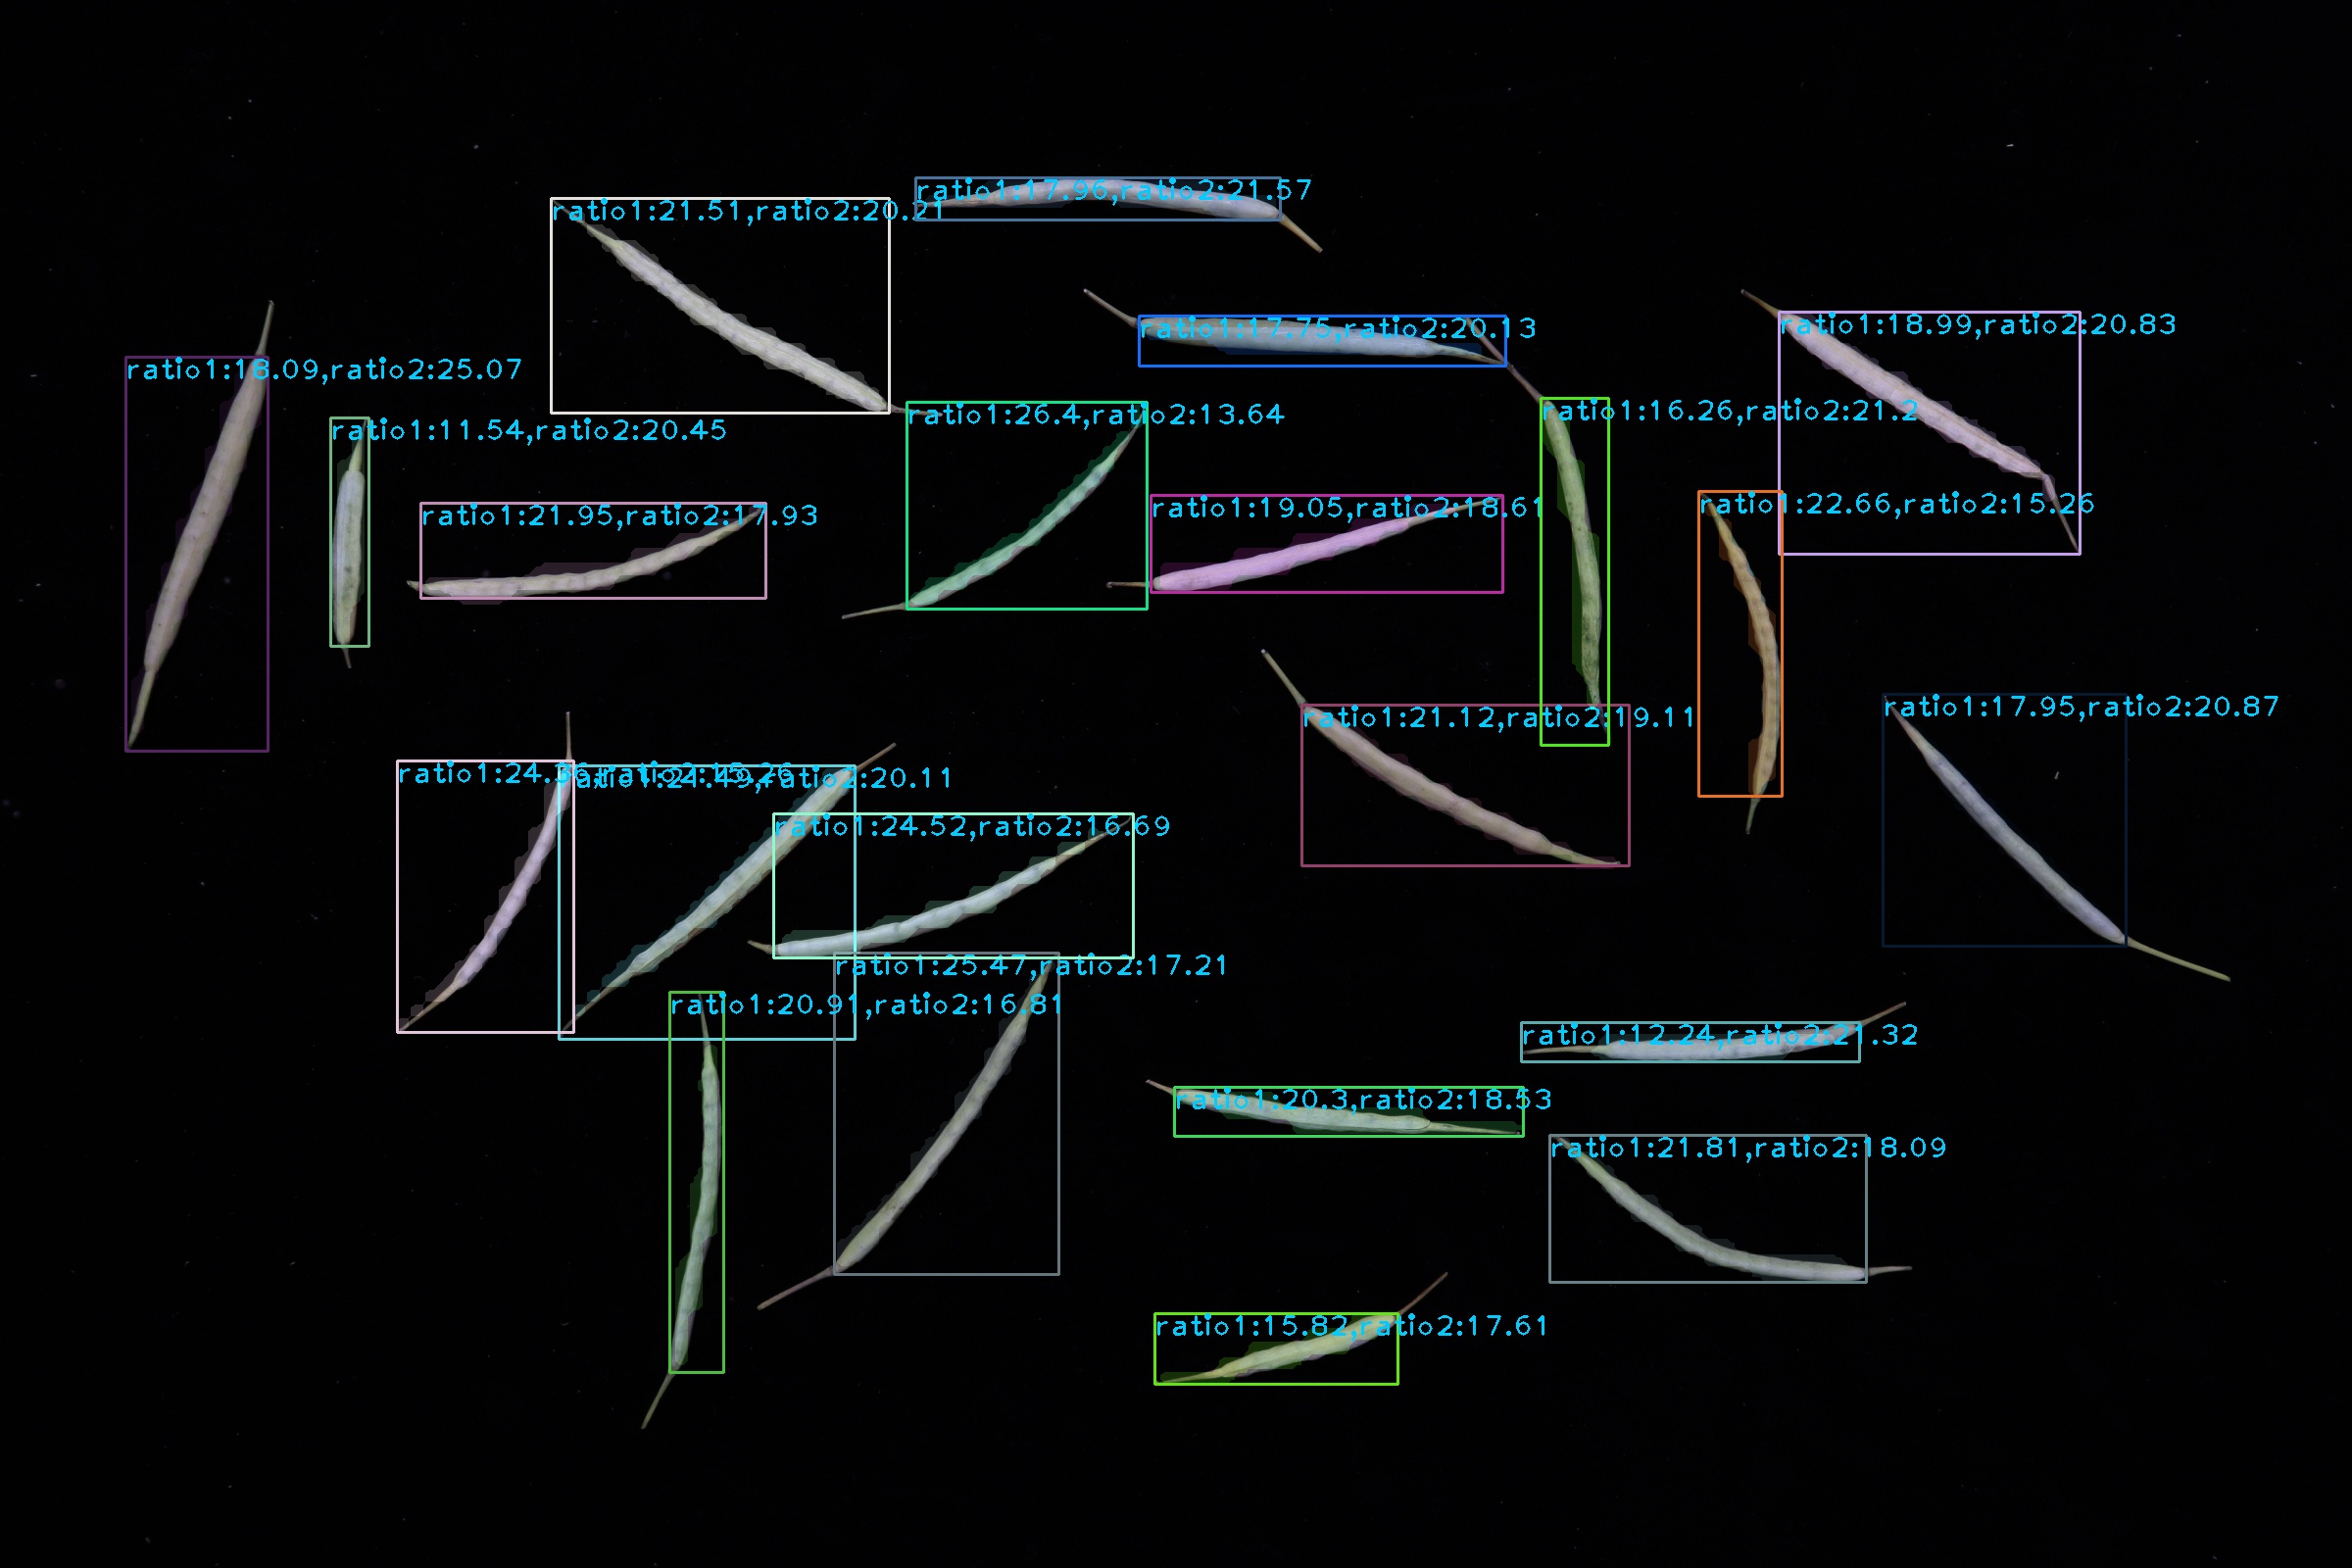 ratio1:17.96,ratio2:21.57
ratio1:21.51,ratio2:20.21
ratio1:17.75,ratio2:20.13
ratio1:18.99,ratio2:20.83
ratio1:18.09,ratio2:25.07
ratio1:26.4,ratio2:13.64
ratio1:16.26,ratio2:21.2
ratio1:11.54,ratio2:20.45
ratio1:22.66,ratio2:15.26
ratio1:19.05,ratio2:18.61
ratio1:21.95,ratio2:17.93
ratio1:17.95,ratio2:20.87
ratio1:21.12,ratio2:19.11
ratio1:24.49,ratio2:20.11
ratio1:24.52,ratio2:16.69
ratio1:25.47,ratio2:17.21
ratio1:20.91,ratio2:16.81
ratio1:12.24,ratio2:21.32
ratio1:20.3,ratio2:18.53
ratio1:21.81,ratio2:18.09
ratio1:15.82,ratio2:17.61